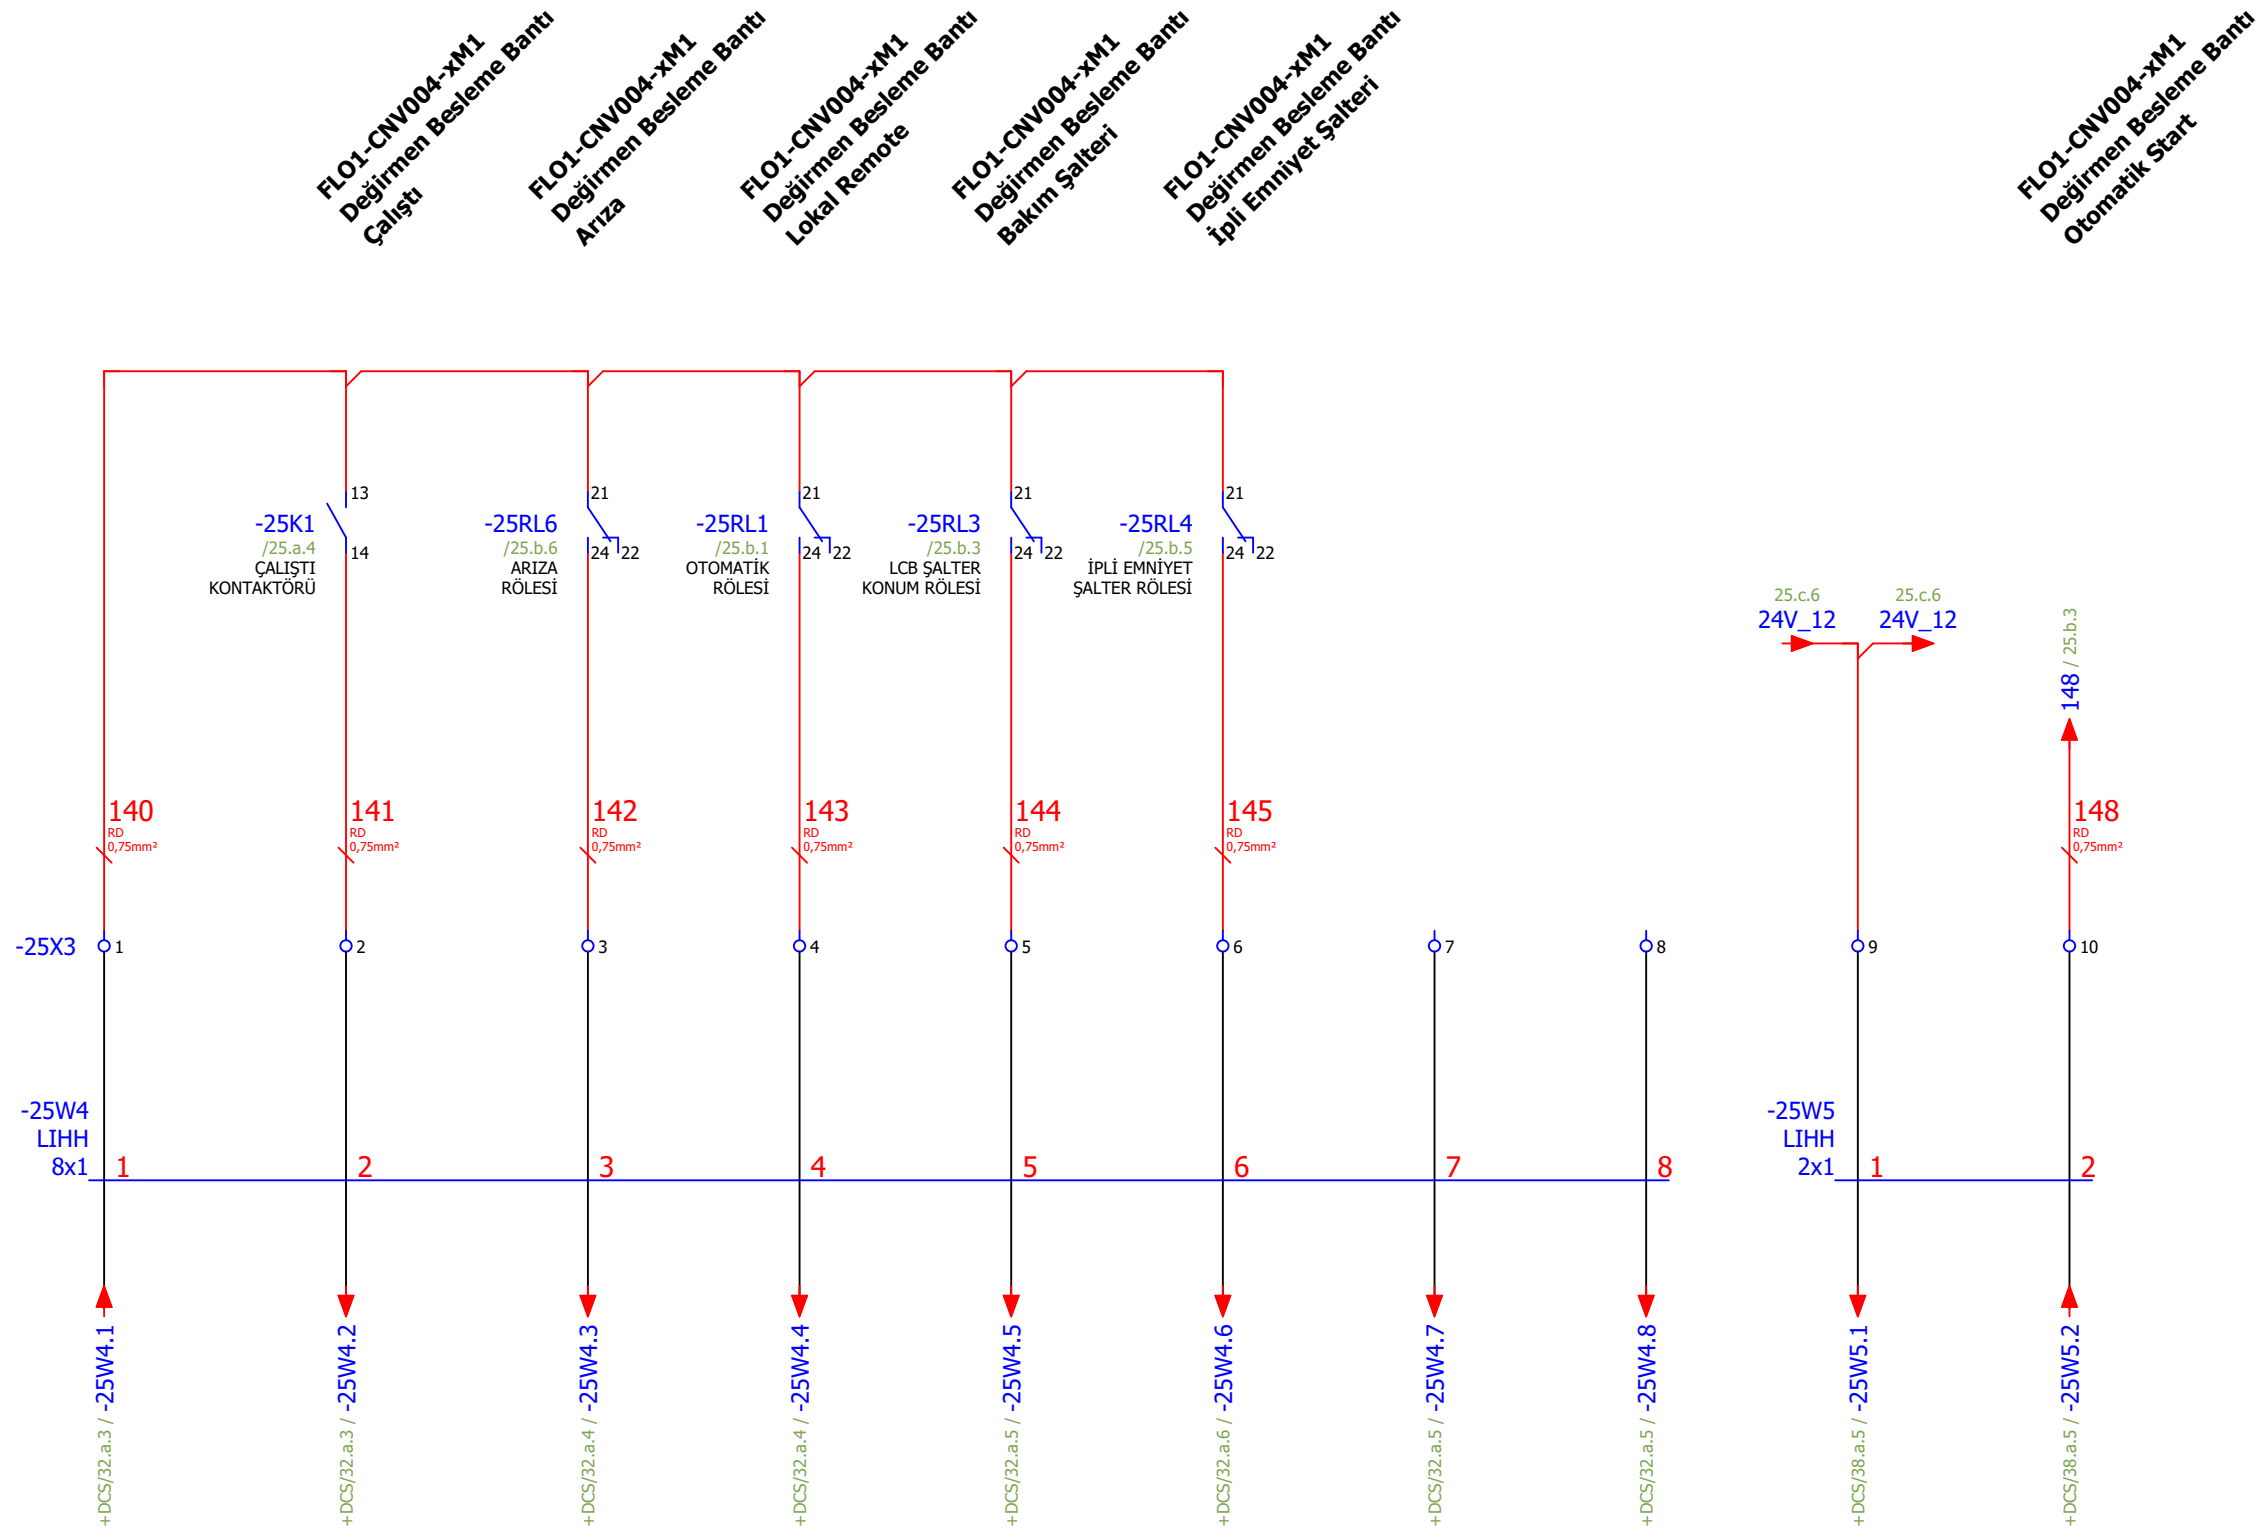 FLO1-CNV004-xM1
Değirmen Besleme Bantı
Çalıştı
FLO1-CNV004-xM1
Değirmen Besleme Bantı
Arıza
FLO1-CNV004-xM1
Değirmen Besleme Bantı
Lokal Remote
FLO1-CNV004-xM1
Değirmen Besleme Bantı
Bakım Şalteri
FLO1-CNV004-xM1
Değirmen Besleme Bantı
İpli Emniyet Şalteri
FLO1-CNV004-xM1
Değirmen Besleme Bantı
Otomatik Start
13
-25K1
/25.a.4
14
ÇALIŞTI
KONTAKTÖRÜ
21
-25RL6
/25.b.6
24 22
ARIZA
RÖLESİ
21
-25RL1
/25.b.1
24 22
OTOMATİK
RÖLESİ
21
-25RL3
/25.b.3
24 22
LCB ŞALTER
KONUM RÖLESİ
21
-25RL4
/25.b.5
24 22
İPLİ EMNİYET
ŞALTER RÖLESİ
25.c.6
24V_12
25.c.6
24V_12
148 / 25.b.3
140
RD
0,75mm²
141
RD
0,75mm²
142
RD
0,75mm²
143
RD
0,75mm²
144
RD
0,75mm²
145
RD
0,75mm²
148
RD
0,75mm²
-25X3 1 2 3 4 5 6 7 8 9 10
-25W4
LIHH
8x1 1 2 3 4 5 6 7 8
-25W5
LIHH
2x1 1 2
+DCS/32.a.3 / -25W4.1
+DCS/32.a.3 / -25W4.2
+DCS/32.a.4 / -25W4.3
+DCS/32.a.4 / -25W4.4
+DCS/32.a.5 / -25W4.5
+DCS/32.a.6 / -25W4.6
+DCS/32.a.5 / -25W4.7
+DCS/32.a.5 / -25W4.8
+DCS/38.a.5 / -25W5.1
+DCS/38.a.5 / -25W5.2